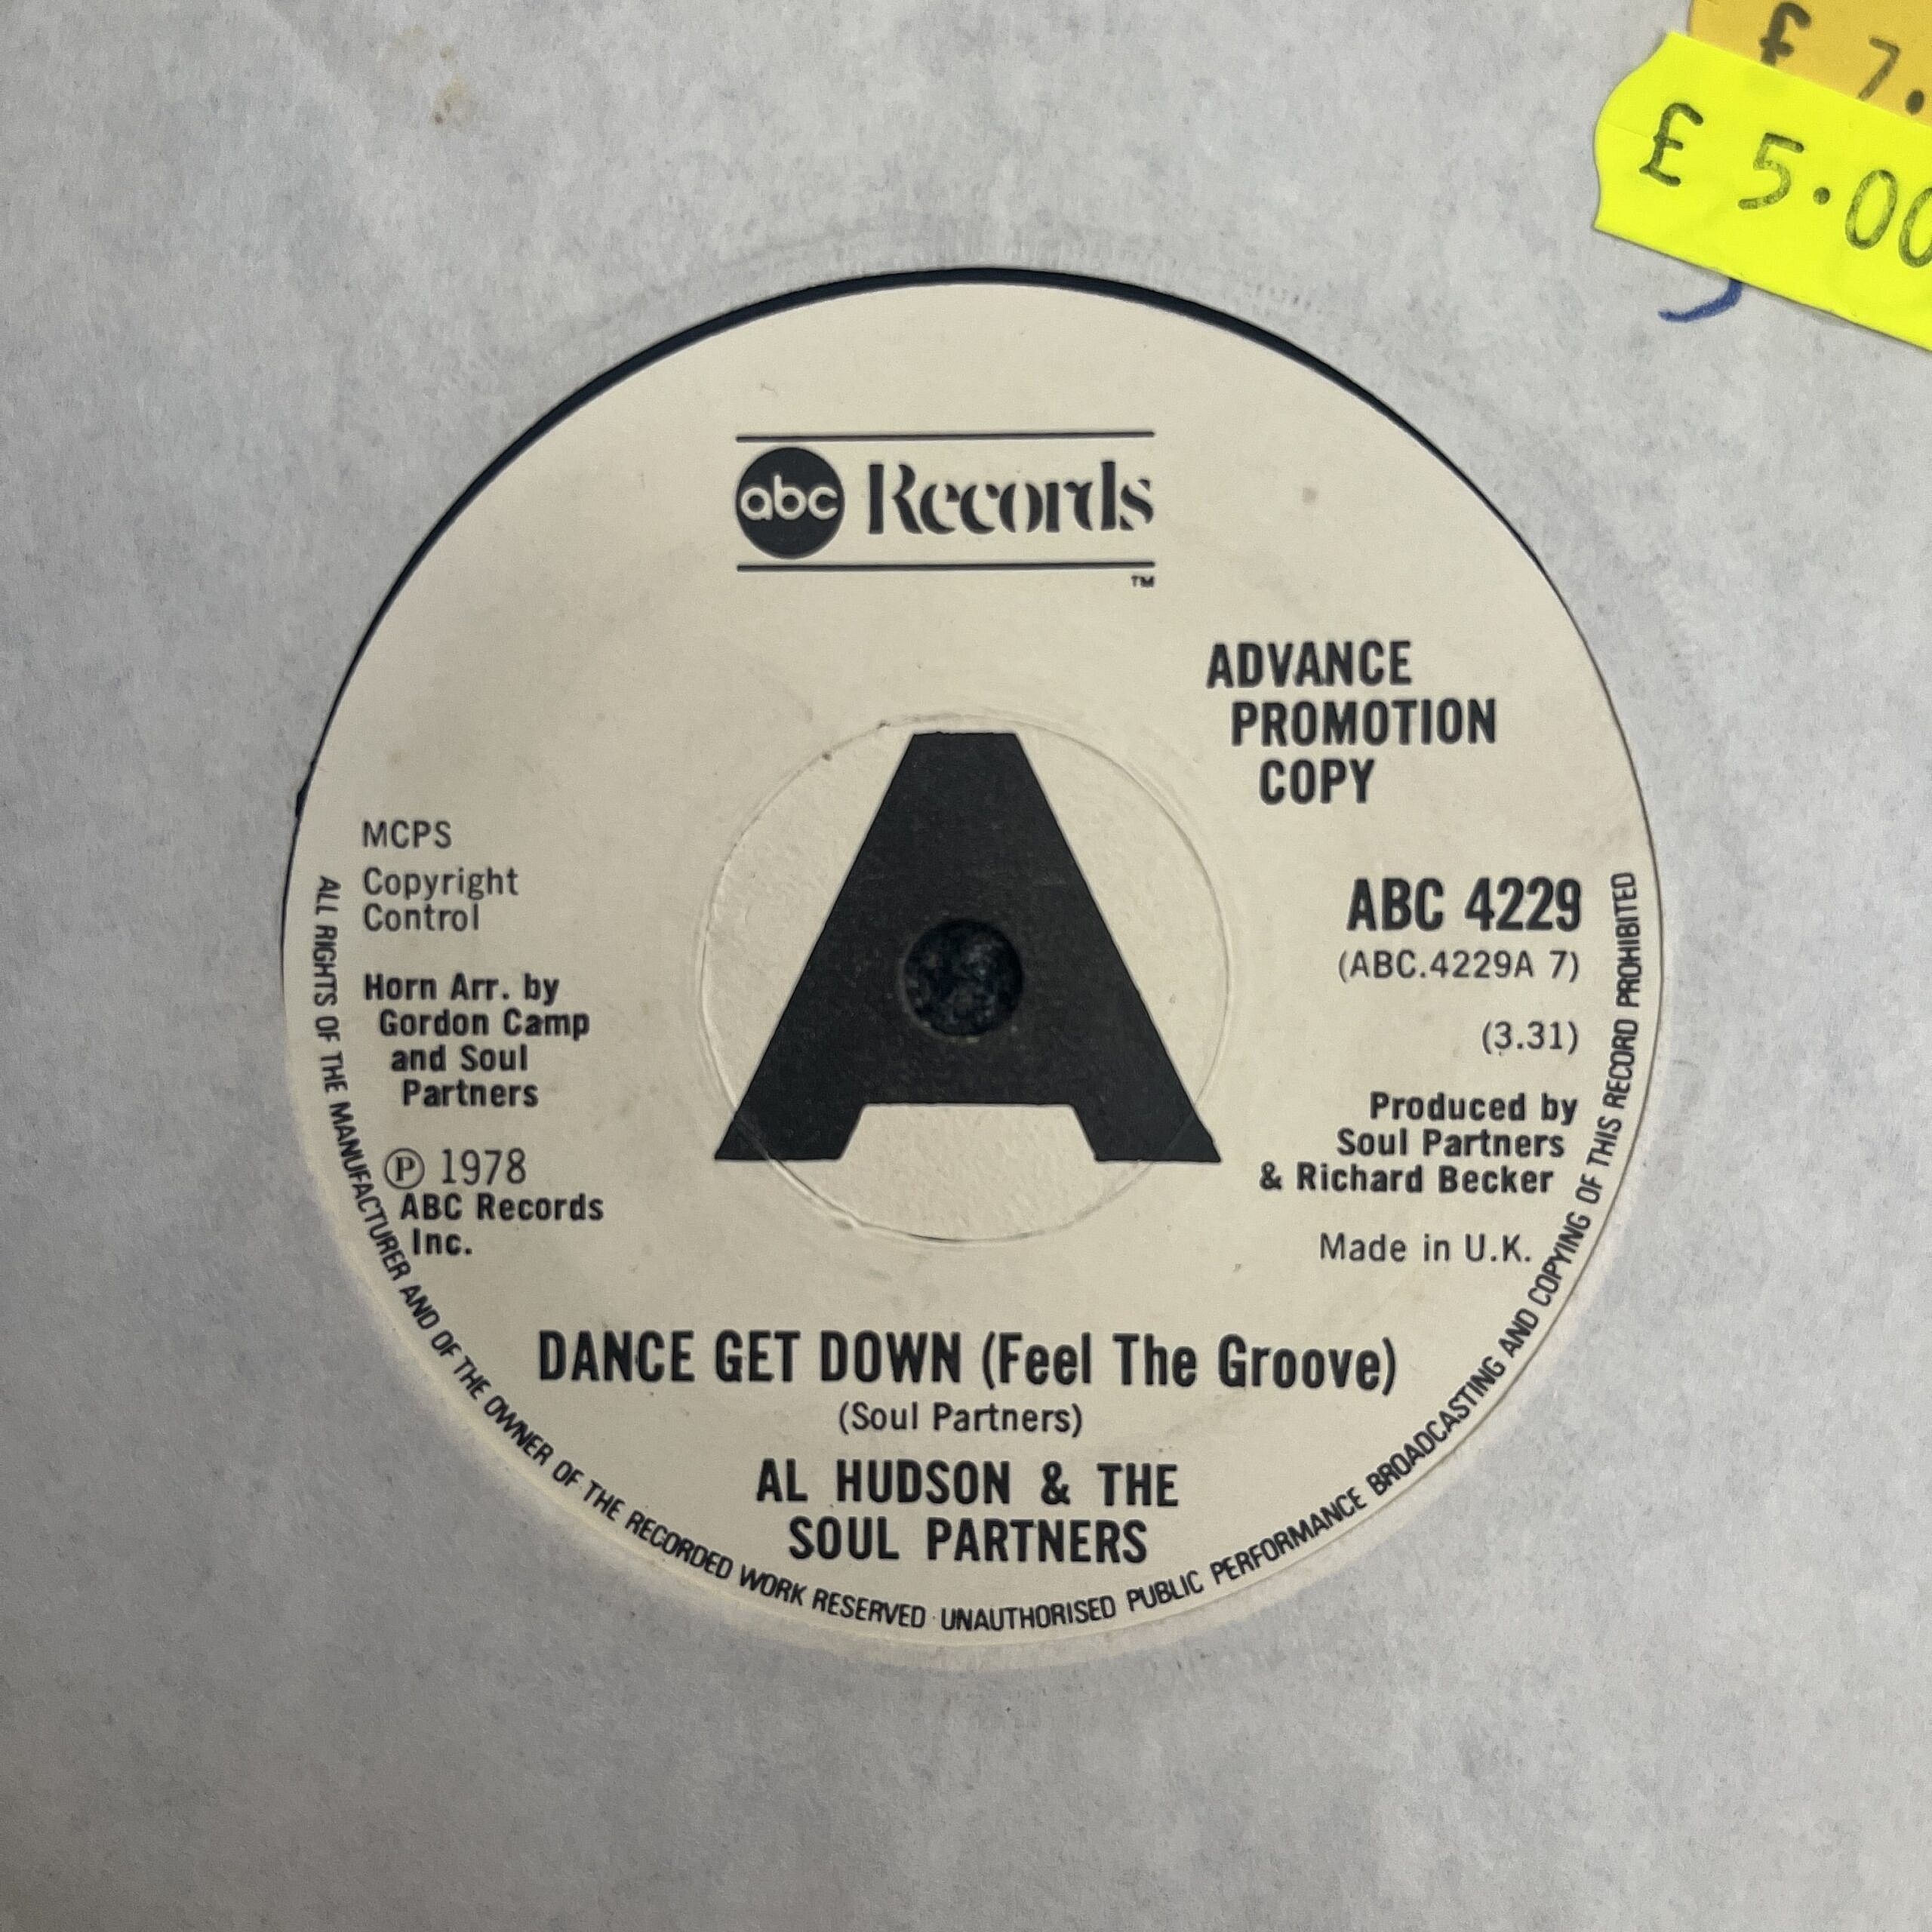 £ 7.
£ 5.00
abc Records
TM
ADVANCE
PROMOTION
COPY
A
MCPS
Copyright
Control
Horn Arr. by
Gordon Camp
and Soul
Partners
℗ 1978
ABC Records
Inc.
ABC 4229
(ABC.4229A 7)
(3.31)
Produced by
Soul Partners
& Richard Becker
Made in U.K.
DANCE GET DOWN (Feel The Groove)
(Soul Partners)
AL HUDSON & THE
SOUL PARTNERS
ALL RIGHTS OF THE MANUFACTURER AND OF THE OWNER OF THE RECORDED WORK RESERVED · UNAUTHORISED PUBLIC PERFORMANCE BROADCASTING AND COPYING OF THIS RECORD PROHIBITED